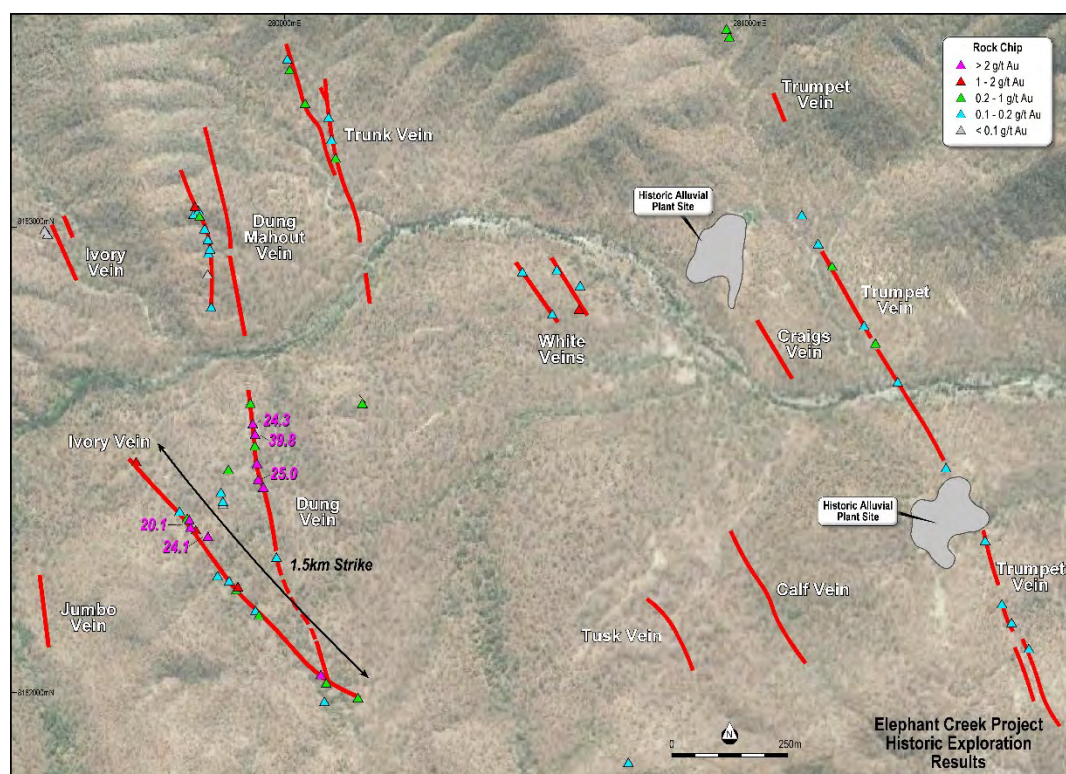 280000mE
281000mE
Rock Chip
> 2 g/t Au
1 - 2 g/t Au
0.2 - 1 g/t Au
0.1 - 0.2 g/t Au
< 0.1 g/t Au
Trumpet
Vein
Trunk Vein
Historic Alluvial
Plant Site
8183000mN
Dung
Mahout
Vein
Ivory
Vein
Trumpet
Vein
White
Veins
Craigs
Vein
24.3
39.8
Ivory Vein
25.0
Dung
Vein
20.1
24.1
Historic Alluvial
Plant Site
1.5km Strike
Trumpet
Vein
Calf Vein
Jumbo
Vein
Tusk Vein
8182000mN
N
0
250m
Elephant Creek Project
Historic Exploration
Results